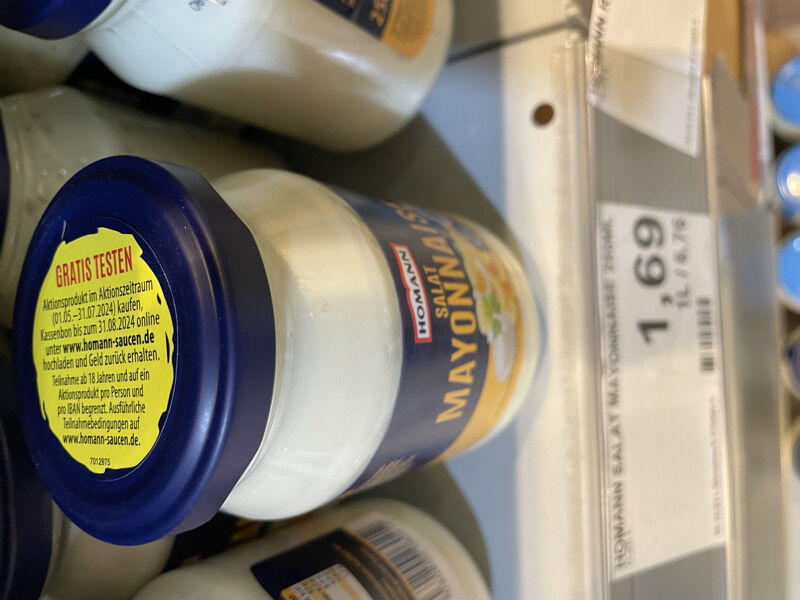 GRATIS TESTEN
Aktionsprodukt im Aktionszeitraum
(01.05.–31.07.2024) kaufen,
Kassenbon bis zum 31.08.2024 online
unter www.homann-saucen.de
hochladen und Geld zurück erhalten.
Teilnahme ab 18 Jahren und auf ein
Aktionsprodukt pro Person und
pro IBAN begrenzt. Ausführliche
Teilnahmebedingungen auf
www.homann-saucen.de.
7012975
HOMANN
SALAT
MAYONNAISE
HOMANN SALAT MAYONNAISE 250ML
1,69
1L / 6,76